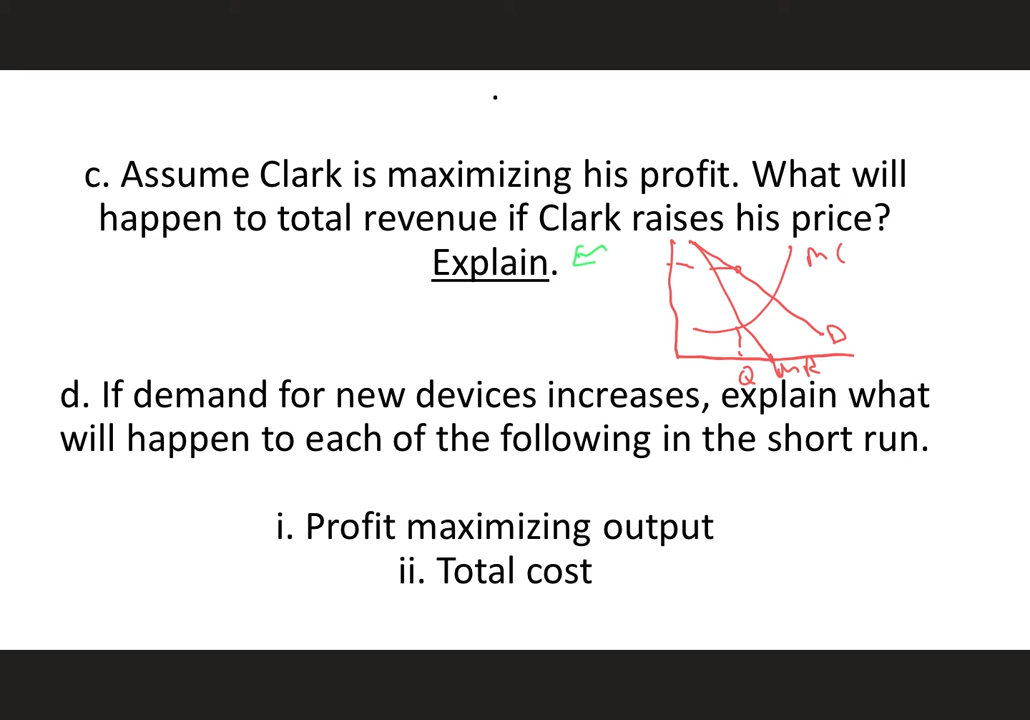 c. Assume Clark is maximizing his profit. What will
happen to total revenue if Clark raises his price?
Explain.
MC
D
Q
MR
d. If demand for new devices increases, explain what
will happen to each of the following in the short run.
i. Profit maximizing output
ii. Total cost